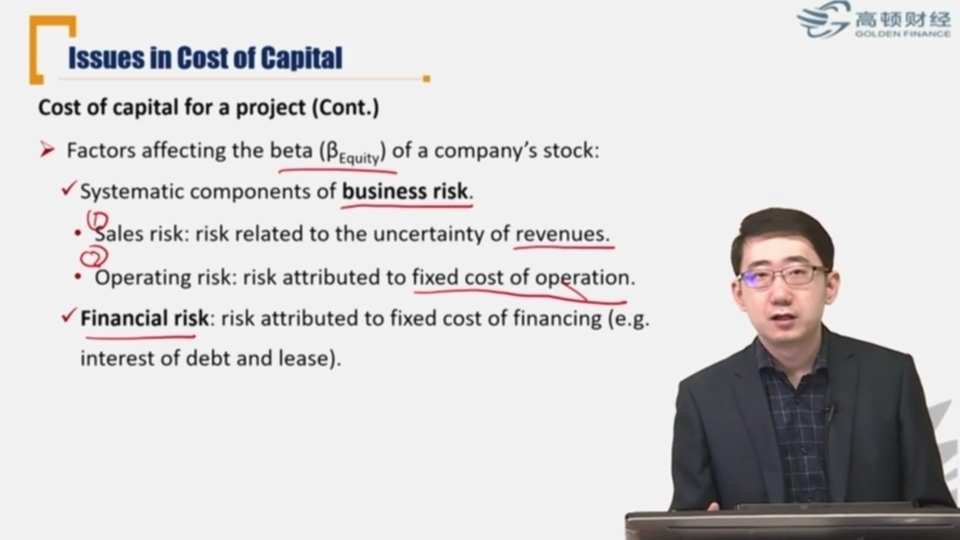 高顿财经
GOLDEN FINANCE
Issues in Cost of Capital
Cost of capital for a project (Cont.)
➢ Factors affecting the beta (βEquity) of a company's stock:
✓Systematic components of business risk.
① 
• Sales risk: risk related to the uncertainty of revenues.
②
• Operating risk: risk attributed to fixed cost of operation.
✓Financial risk: risk attributed to fixed cost of financing (e.g.
interest of debt and lease).